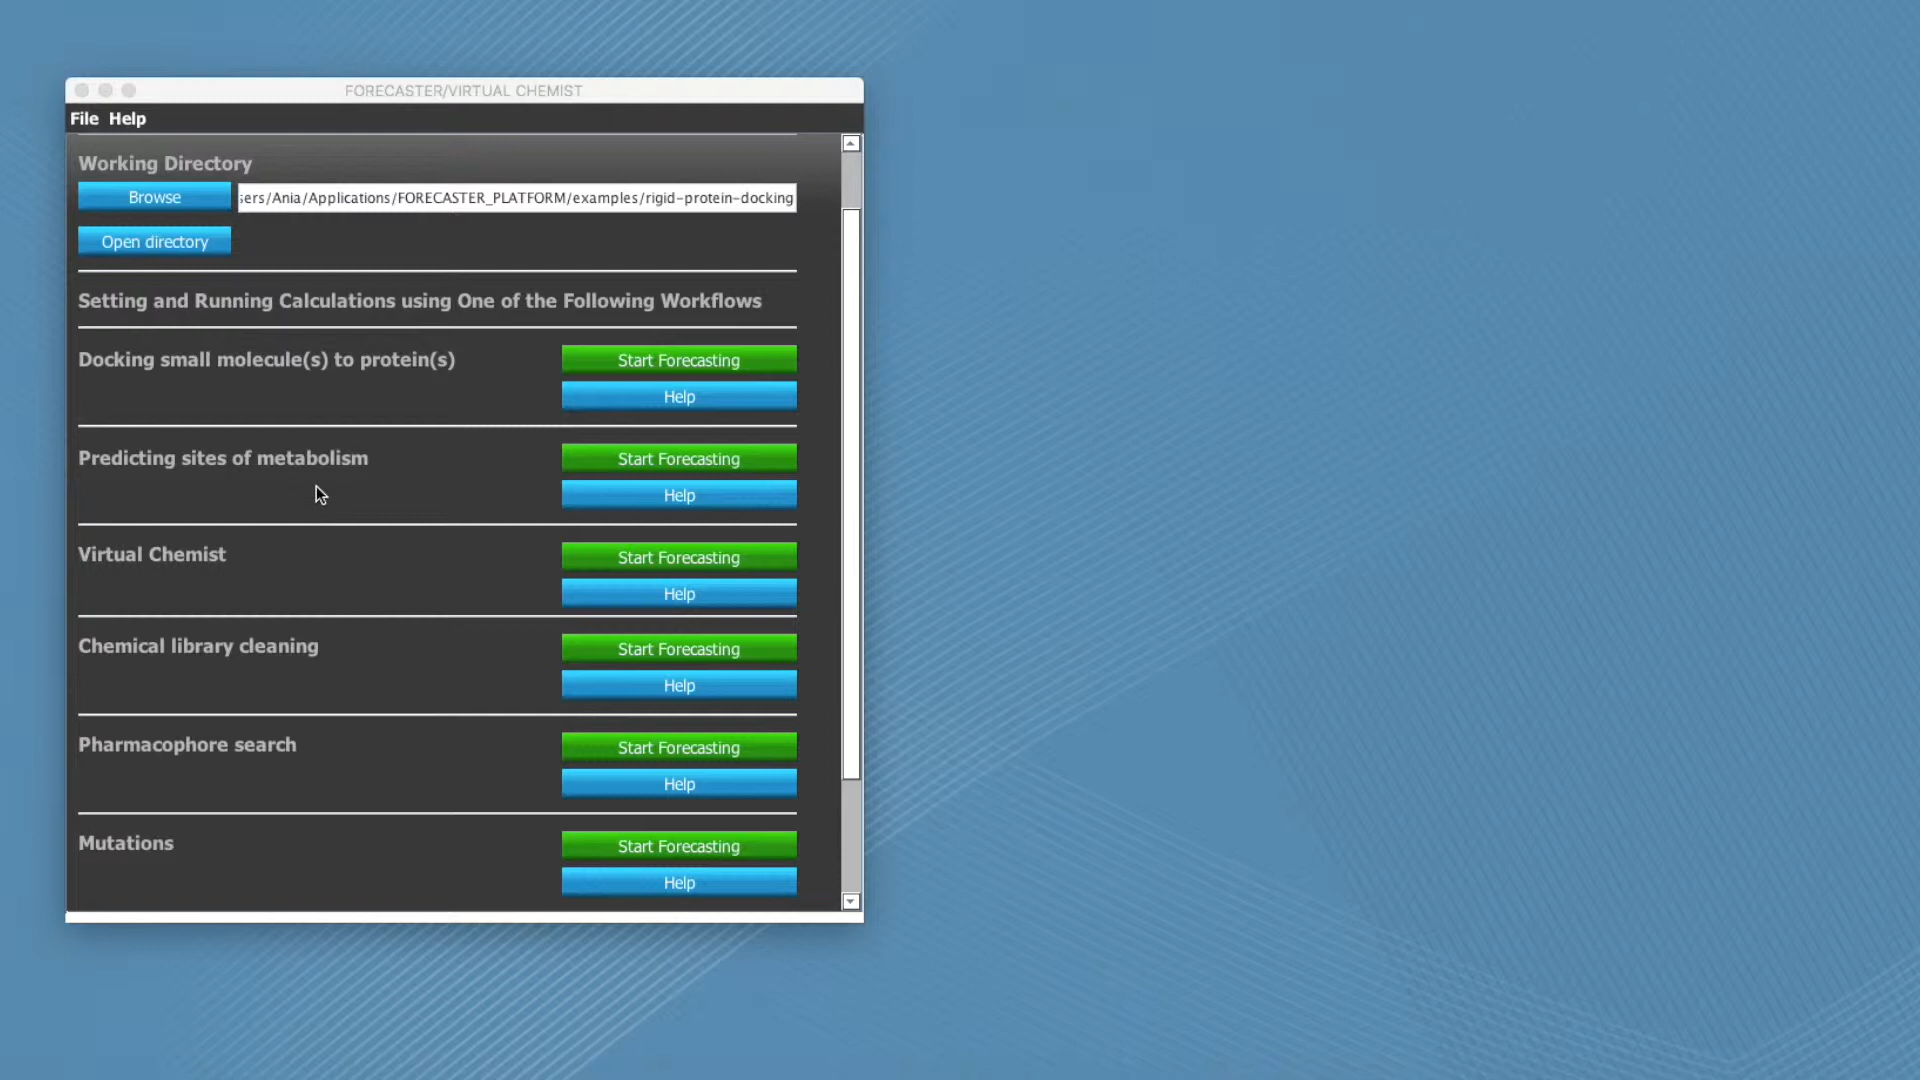 FORECASTER/VIRTUAL CHEMIST
File Help
Working Directory
Browse
sers/Ania/Applications/FORECASTER_PLATFORM/examples/rigid-protein-docking
Open directory
Setting and Running Calculations using One of the Following Workflows
Docking small molecule(s) to protein(s)
Start Forecasting
Help
Predicting sites of metabolism
Start Forecasting
Help
Virtual Chemist
Start Forecasting
Help
Chemical library cleaning
Start Forecasting
Help
Pharmacophore search
Start Forecasting
Help
Mutations
Start Forecasting
Help